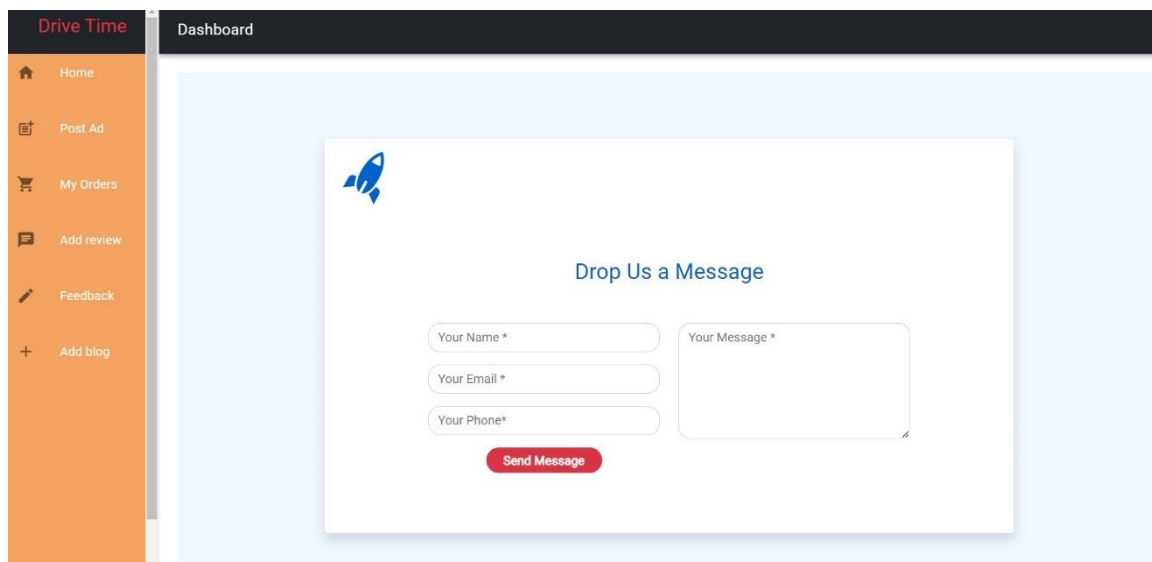 Drive Time
Dashboard
Home
Post Ad
My Orders
Add review
Feedback
Add blog
Drop Us a Message
Your Name *
Your Message *
Your Email *
Your Phone*
Send Message